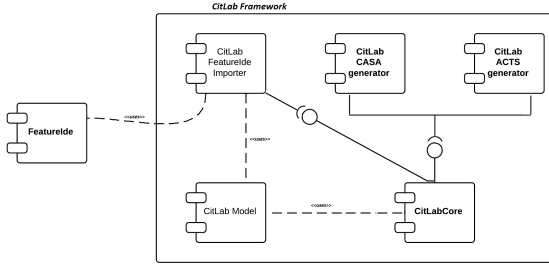 CitLab Framework
CitLab
FeatureIde
Importer
CitLab
CASA
generator
CitLab
ACTS
generator
<<uses>>
FeatureIde
<<uses>>
CitLab Model
<<uses>>
CitLabCore